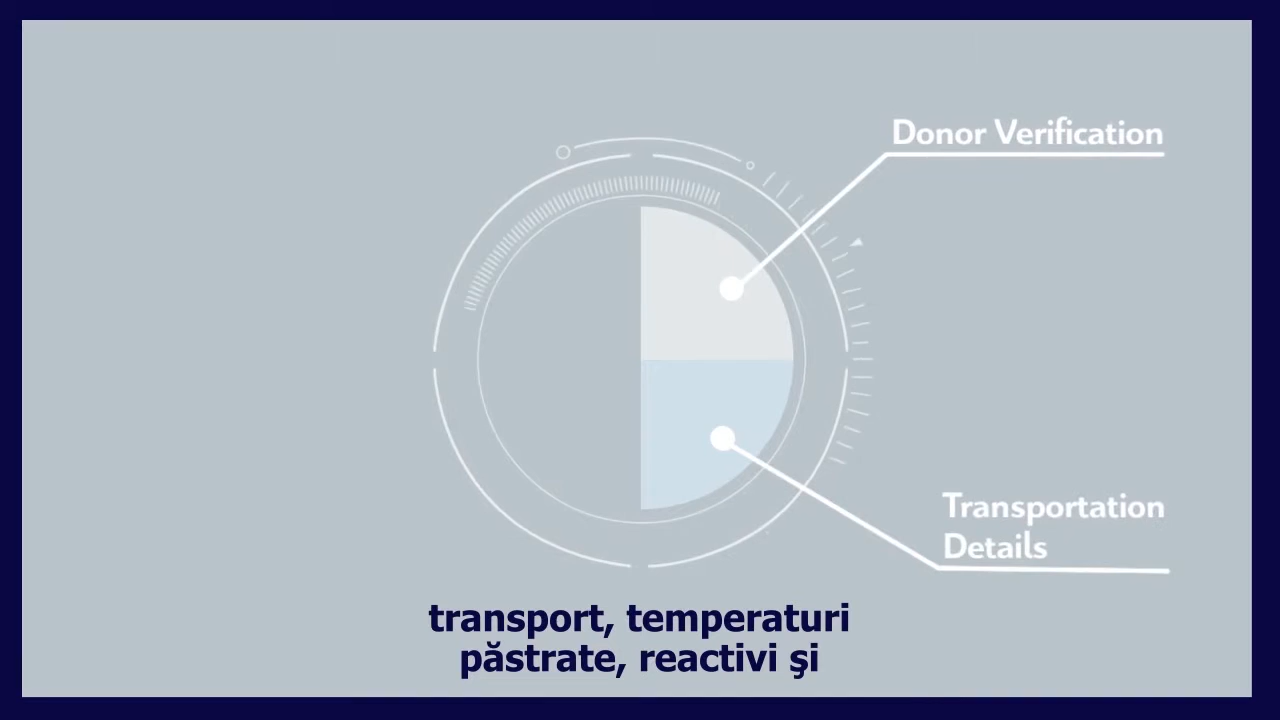 Donor Verification
Transportation
Details
transport, temperaturi
păstrate, reactivi şi